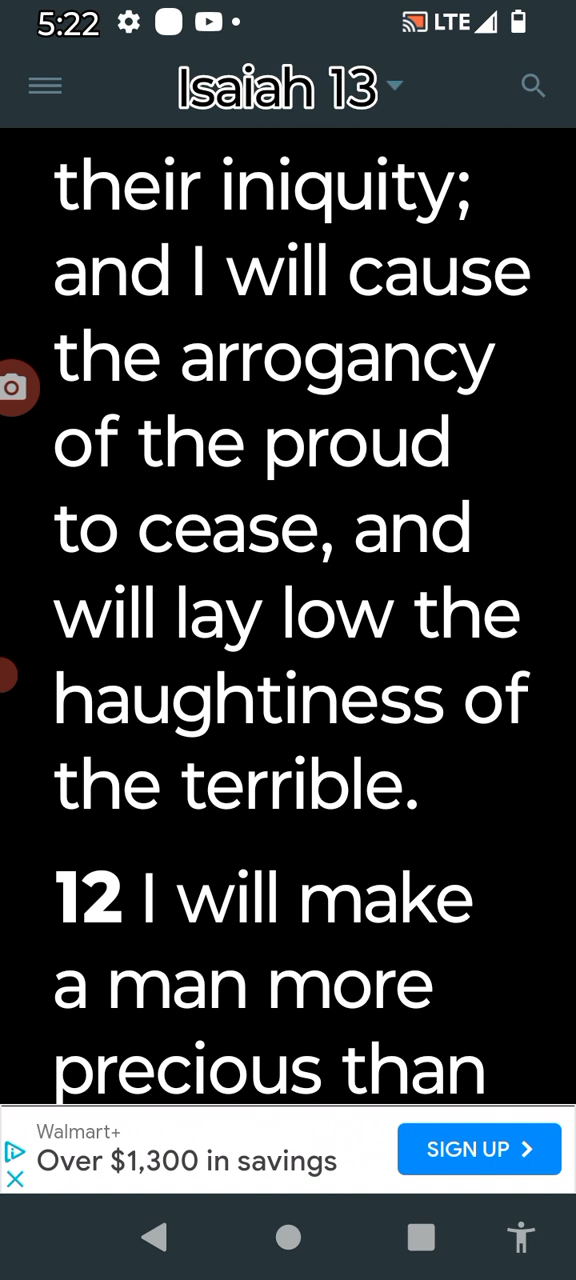 5:22 LTE
Isaiah 13
their iniquity;
and I will cause
the arrogancy
of the proud
to cease, and
will lay low the
haughtiness of
the terrible.
12 I will make
a man more
precious than
Walmart+
Over $1,300 in savings
SIGN UP